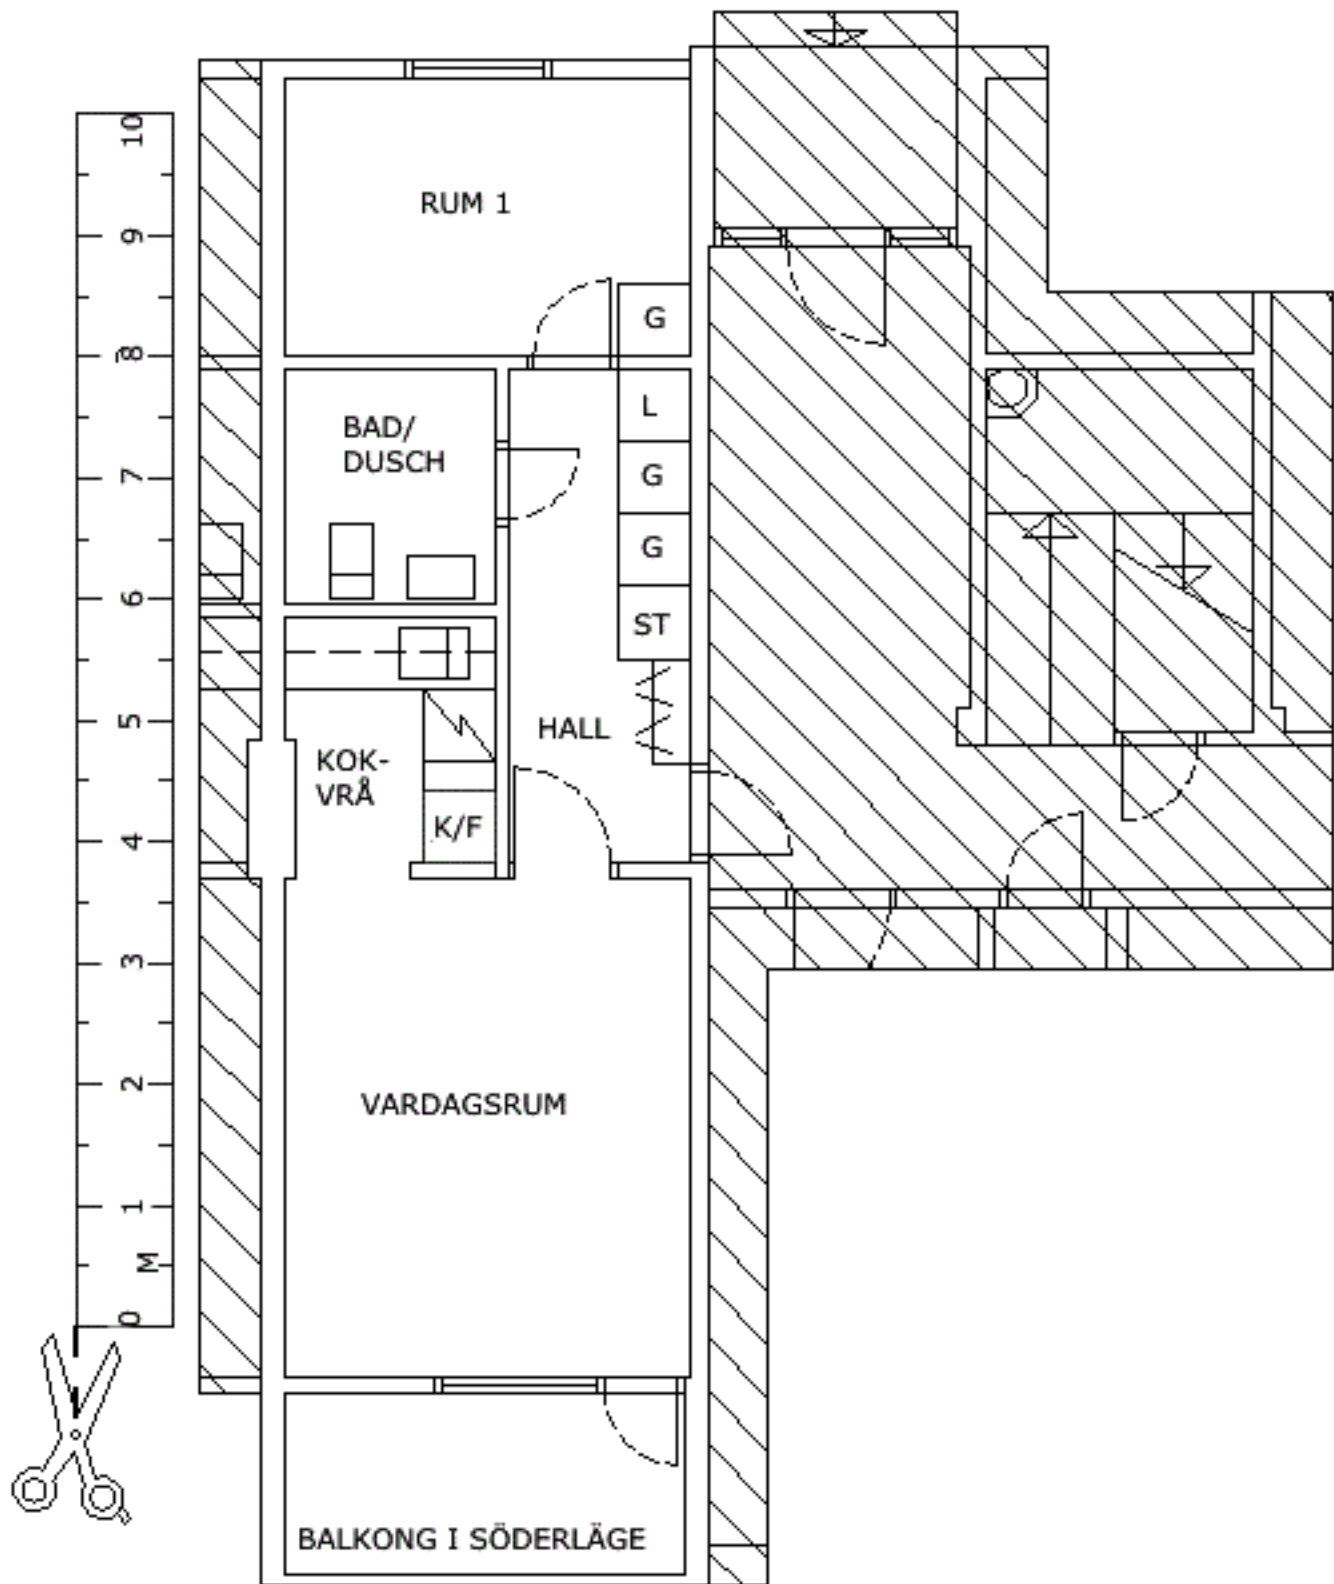 RUM 1
10
9
8
7
6
5
4
3
2
1
M
0
G
L
G
G
ST
BAD/
DUSCH
HALL
KOK-
VRÅ
K/F
VARDAGSRUM
BALKONG I SÖDERLÄGE